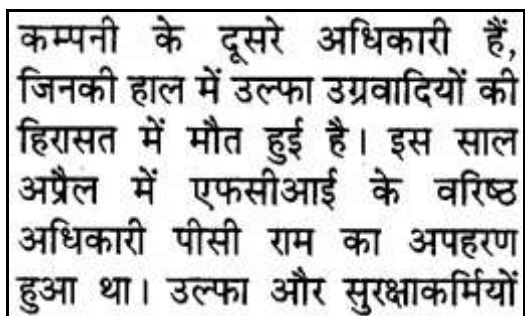 कम्पनी के दूसरे अधिकारी हैं,
जिनकी हाल में उल्फा उग्रवादियों की
हिरासत में मौत हुई है। इस साल
अप्रैल में एफसीआई के वरिष्ठ
अधिकारी पीसी राम का अपहरण
हुआ था। उल्फा और सुरक्षाकर्मियों